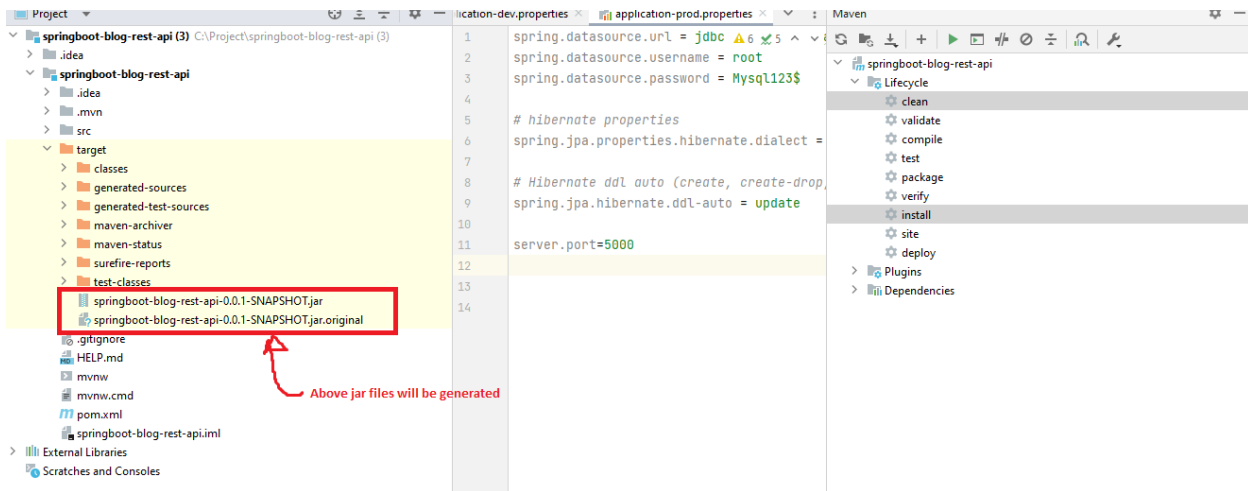 Project
springboot-blog-rest-api (3) C:\Project\springboot-blog-rest-api (3)
.idea
springboot-blog-rest-api
.idea
.mvn
src
target
classes
generated-sources
generated-test-sources
maven-archiver
maven-status
surefire-reports
test-classes
springboot-blog-rest-api-0.0.1-SNAPSHOT.jar
springboot-blog-rest-api-0.0.1-SNAPSHOT.jar.original
.gitignore
HELP.md
mvnw
mvnw.cmd
pom.xml
springboot-blog-rest-api.iml
External Libraries
Scratches and Consoles
Above jar files will be generated
lication-dev.properties
application-prod.properties
1 spring.datasource.url = jdbc 6 5
2 spring.datasource.username = root
3 spring.datasource.password = Mysql123$
4
5 # hibernate properties
6 spring.jpa.properties.hibernate.dialect =
7
8 # Hibernate ddl auto (create, create-drop,
9 spring.jpa.hibernate.ddl-auto = update
10
11 server.port=5000
12
13
14
Maven
springboot-blog-rest-api
Lifecycle
clean
validate
compile
test
package
verify
install
site
deploy
Plugins
Dependencies